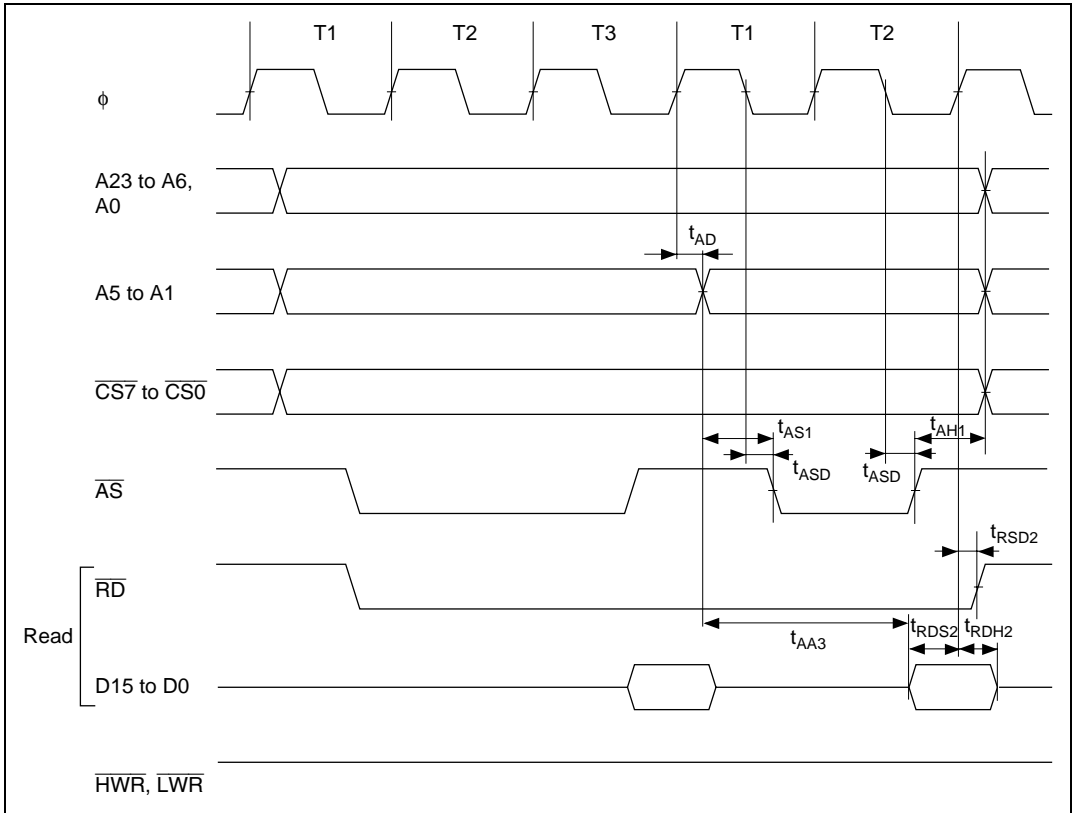 T1 T2 T3 T1 T2
ϕ
A23 to A6,
A0
tAD
A5 to A1
CS7 to CS0
tAS1 tAH1
tASD tASD
AS
tRSD2
RD
Read
tAA3 tRDS2 tRDH2
D15 to D0
HWR, LWR